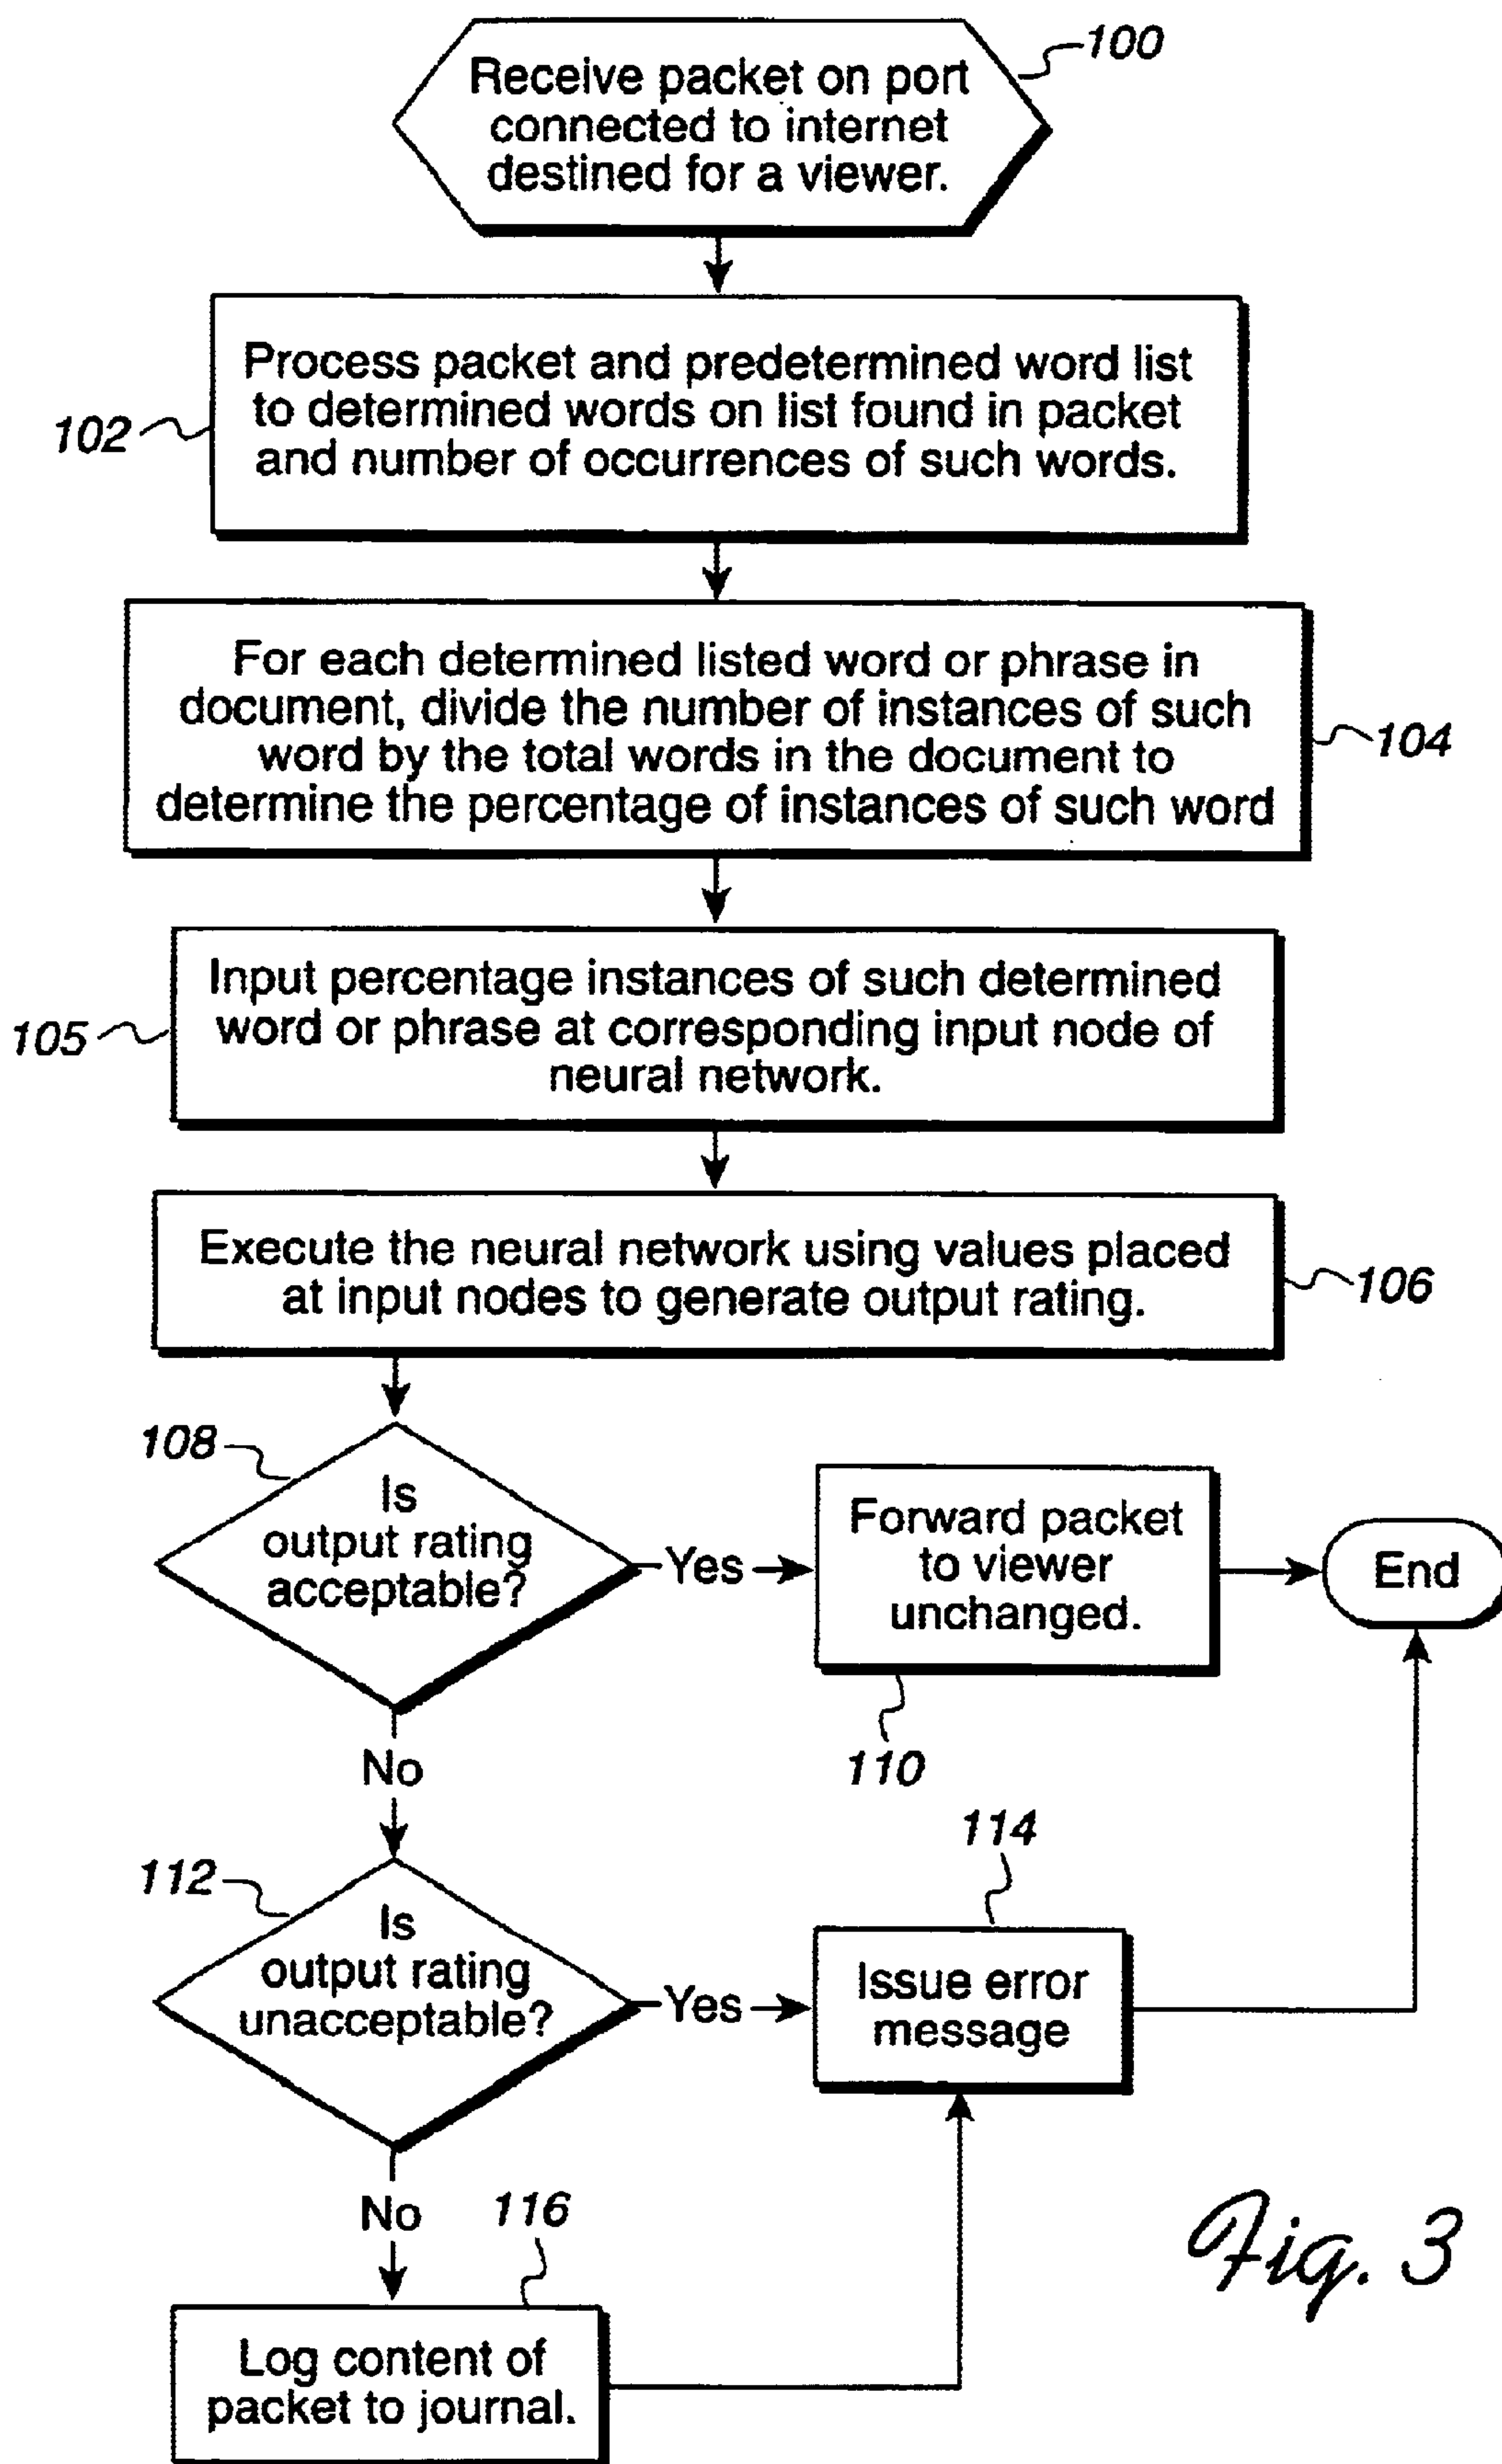 100
Receive packet on port
connected to internet
destined for a viewer.
102
Process packet and predetermined word list
to determined words on list found in packet
and number of occurrences of such words.
For each determined listed word or phrase in
document, divide the number of instances of such
word by the total words in the document to
determine the percentage of instances of such word
104
105
Input percentage instances of such determined
word or phrase at corresponding input node of
neural network.
Execute the neural network using values placed
at input nodes to generate output rating.
106
108
Is
output rating
acceptable?
Yes
Forward packet
to viewer
unchanged.
End
110
No
112
Is
output rating
unacceptable?
Yes
114
Issue error
message
No
116
Log content of
packet to journal.
Fig. 3